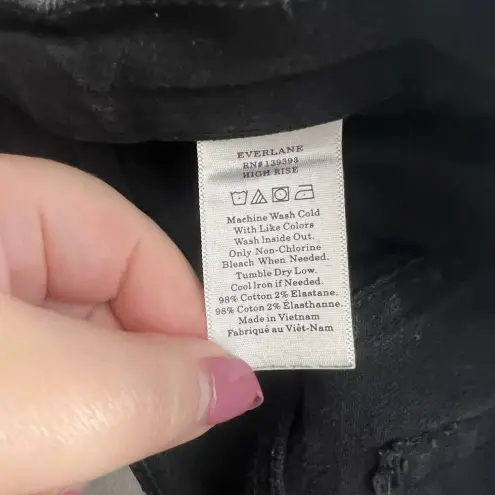 EVERLANE
RN# 139393
HIGH RISE
Machine Wash Cold
With Like Colors
Wash Inside Out.
Only Non-Chlorine
Bleach When Needed.
Tumble Dry Low.
Cool Iron if Needed.
98% Cotton 2% Elastane.
98% Coton 2% Élasthanne.
Made in Vietnam
Fabriqué au Viêt-Nam